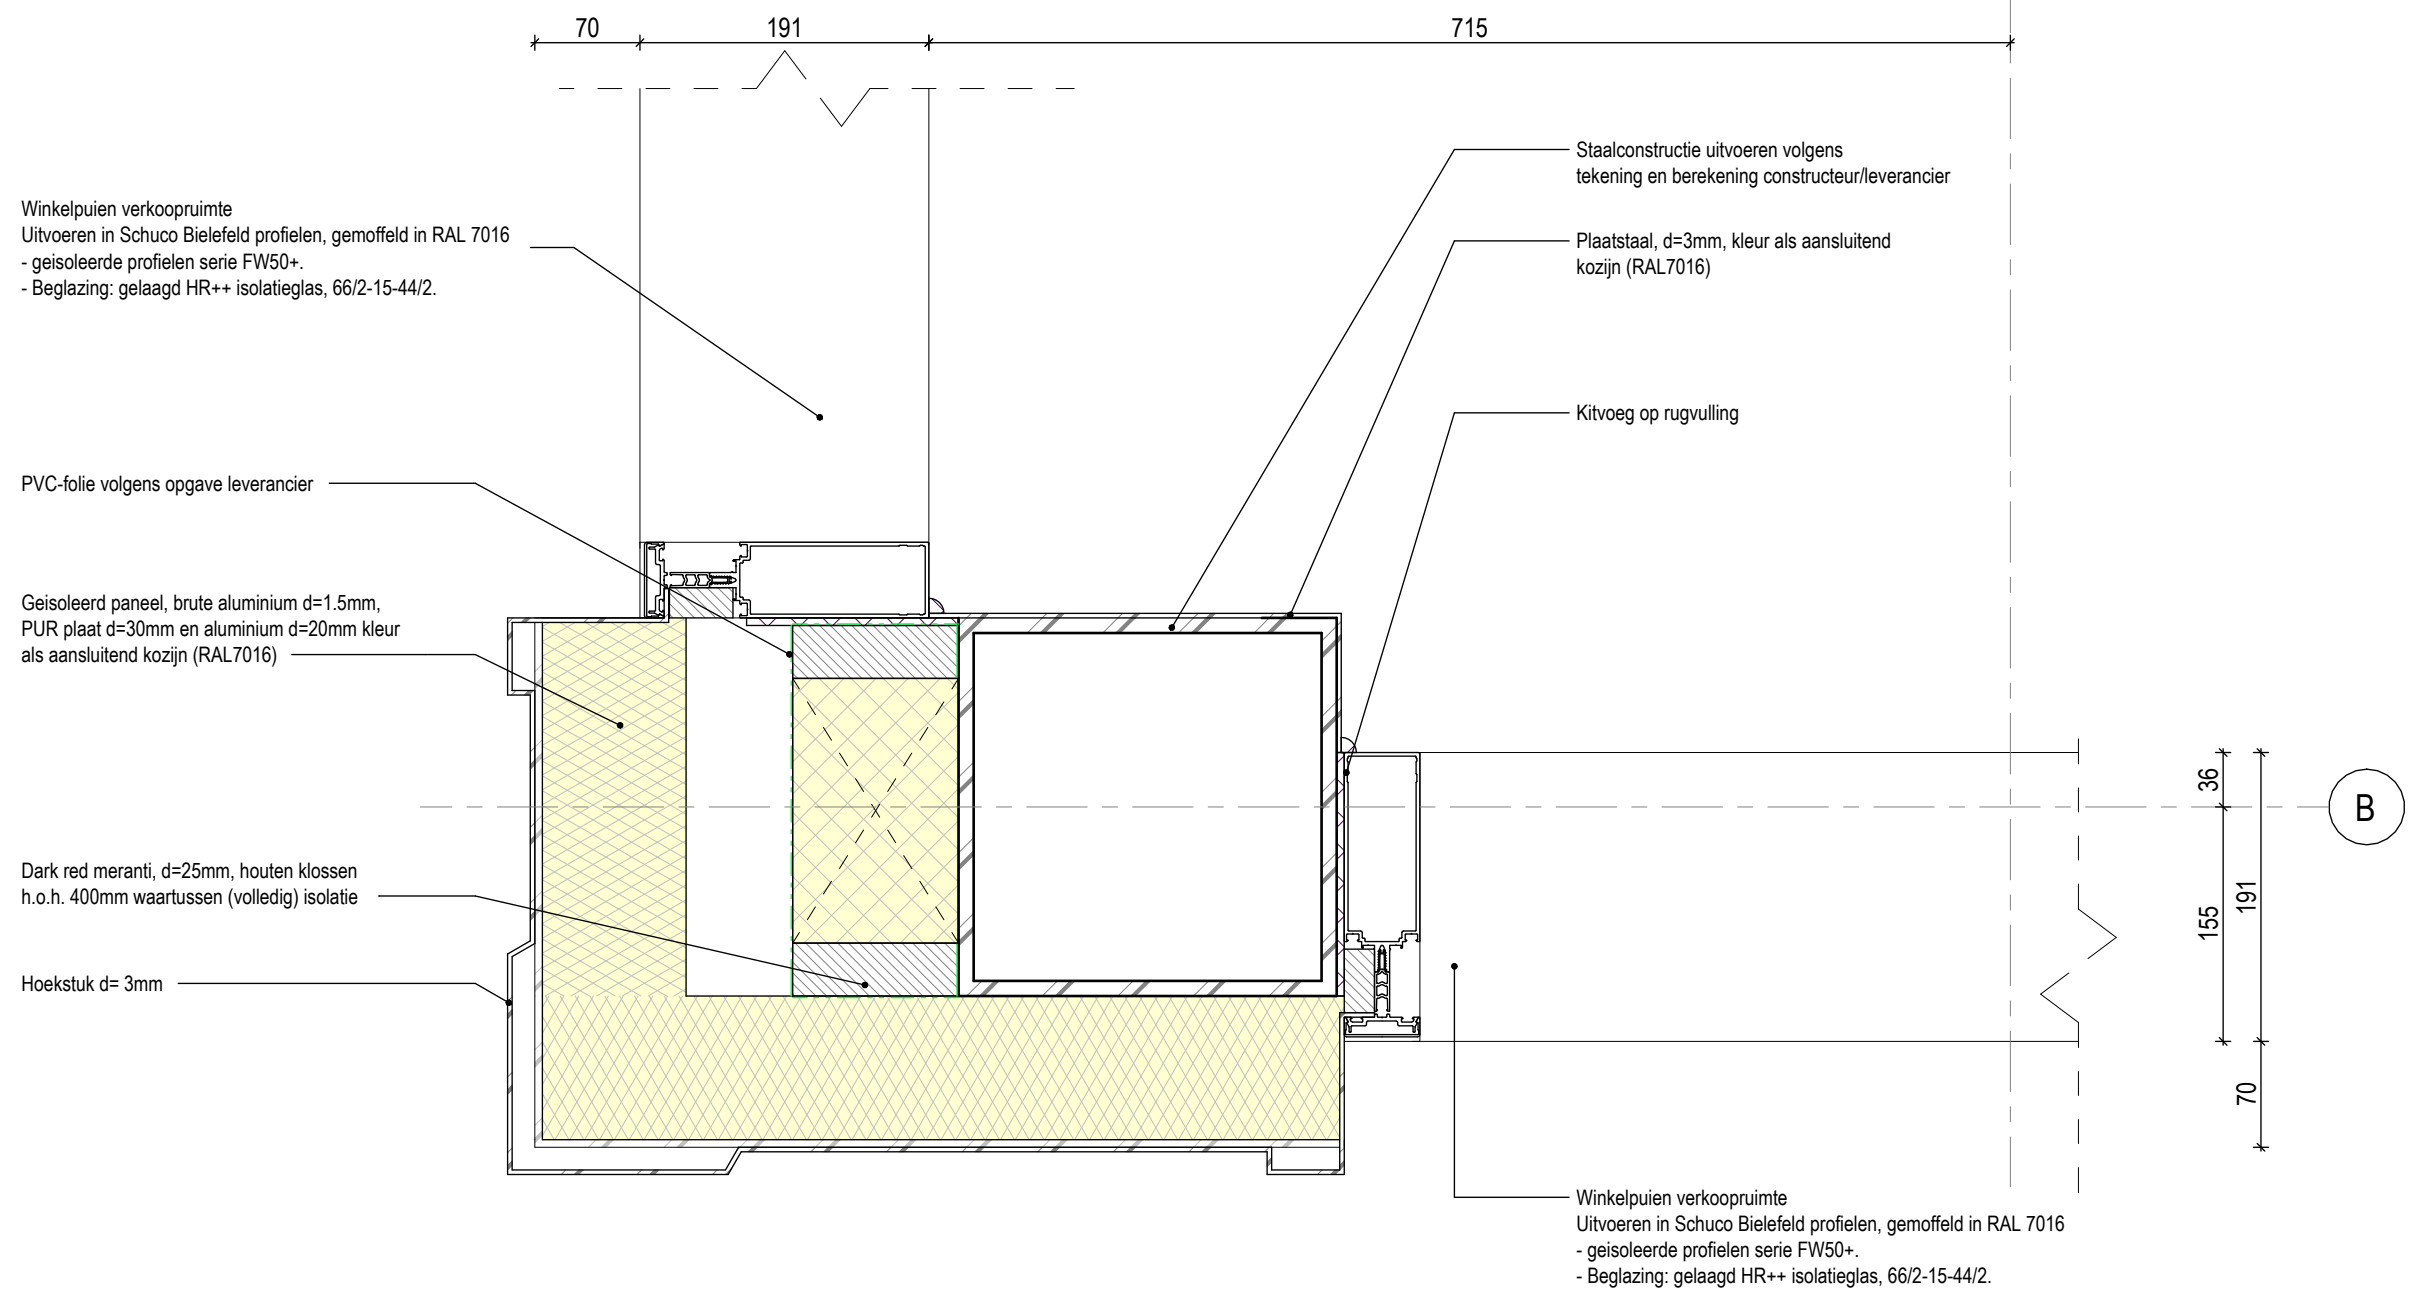 70
191
715
Winkelpuien verkoopruimte
Uitvoeren in Schuco Bielefeld profielen, gemoffeld in RAL 7016
- geisoleerde profielen serie FW50+.
- Beglazing: gelaagd HR++ isolatieglas, 66/2-15-44/2.
PVC-folie volgens opgave leverancier
Geisoleerd paneel, brute aluminium d=1.5mm,
PUR plaat d=30mm en aluminium d=20mm kleur
als aansluitend kozijn (RAL7016)
Dark red meranti, d=25mm, houten klossen
h.o.h. 400mm waartussen (volledig) isolatie
Hoekstuk d= 3mm
Staalconstructie uitvoeren volgens
tekening en berekening constructeur/leverancier
Plaatstaal, d=3mm, kleur als aansluitend
kozijn (RAL7016)
Kitvoeg op rugvulling
36
155
191
70
B
Winkelpuien verkoopruimte
Uitvoeren in Schuco Bielefeld profielen, gemoffeld in RAL 7016
- geisoleerde profielen serie FW50+.
- Beglazing: gelaagd HR++ isolatieglas, 66/2-15-44/2.